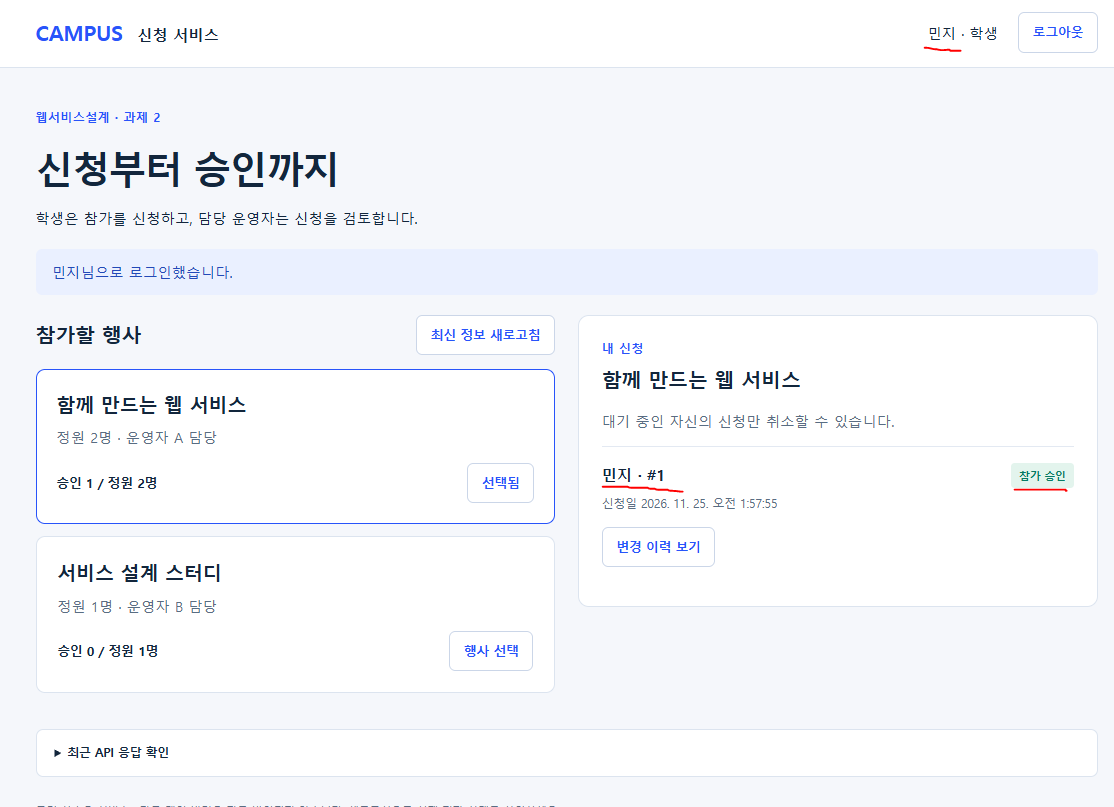 CAMPUS 신청 서비스
민지 · 학생
로그아웃
웹서비스설계 · 과제 2
신청부터 승인까지
학생은 참가를 신청하고, 담당 운영자는 신청을 검토합니다.
민지님으로 로그인했습니다.
참가할 행사
최신 정보 새로고침
함께 만드는 웹 서비스
정원 2명 · 운영자 A 담당
승인 1 / 정원 2명
선택됨
서비스 설계 스터디
정원 1명 · 운영자 B 담당
승인 0 / 정원 1명
행사 선택
내 신청
함께 만드는 웹 서비스
대기 중인 자신의 신청만 취소할 수 있습니다.
민지 · #1
참가 승인
신청일 2026. 11. 25. 오전 1:57:55
변경 이력 보기
▶ 최근 API 응답 확인